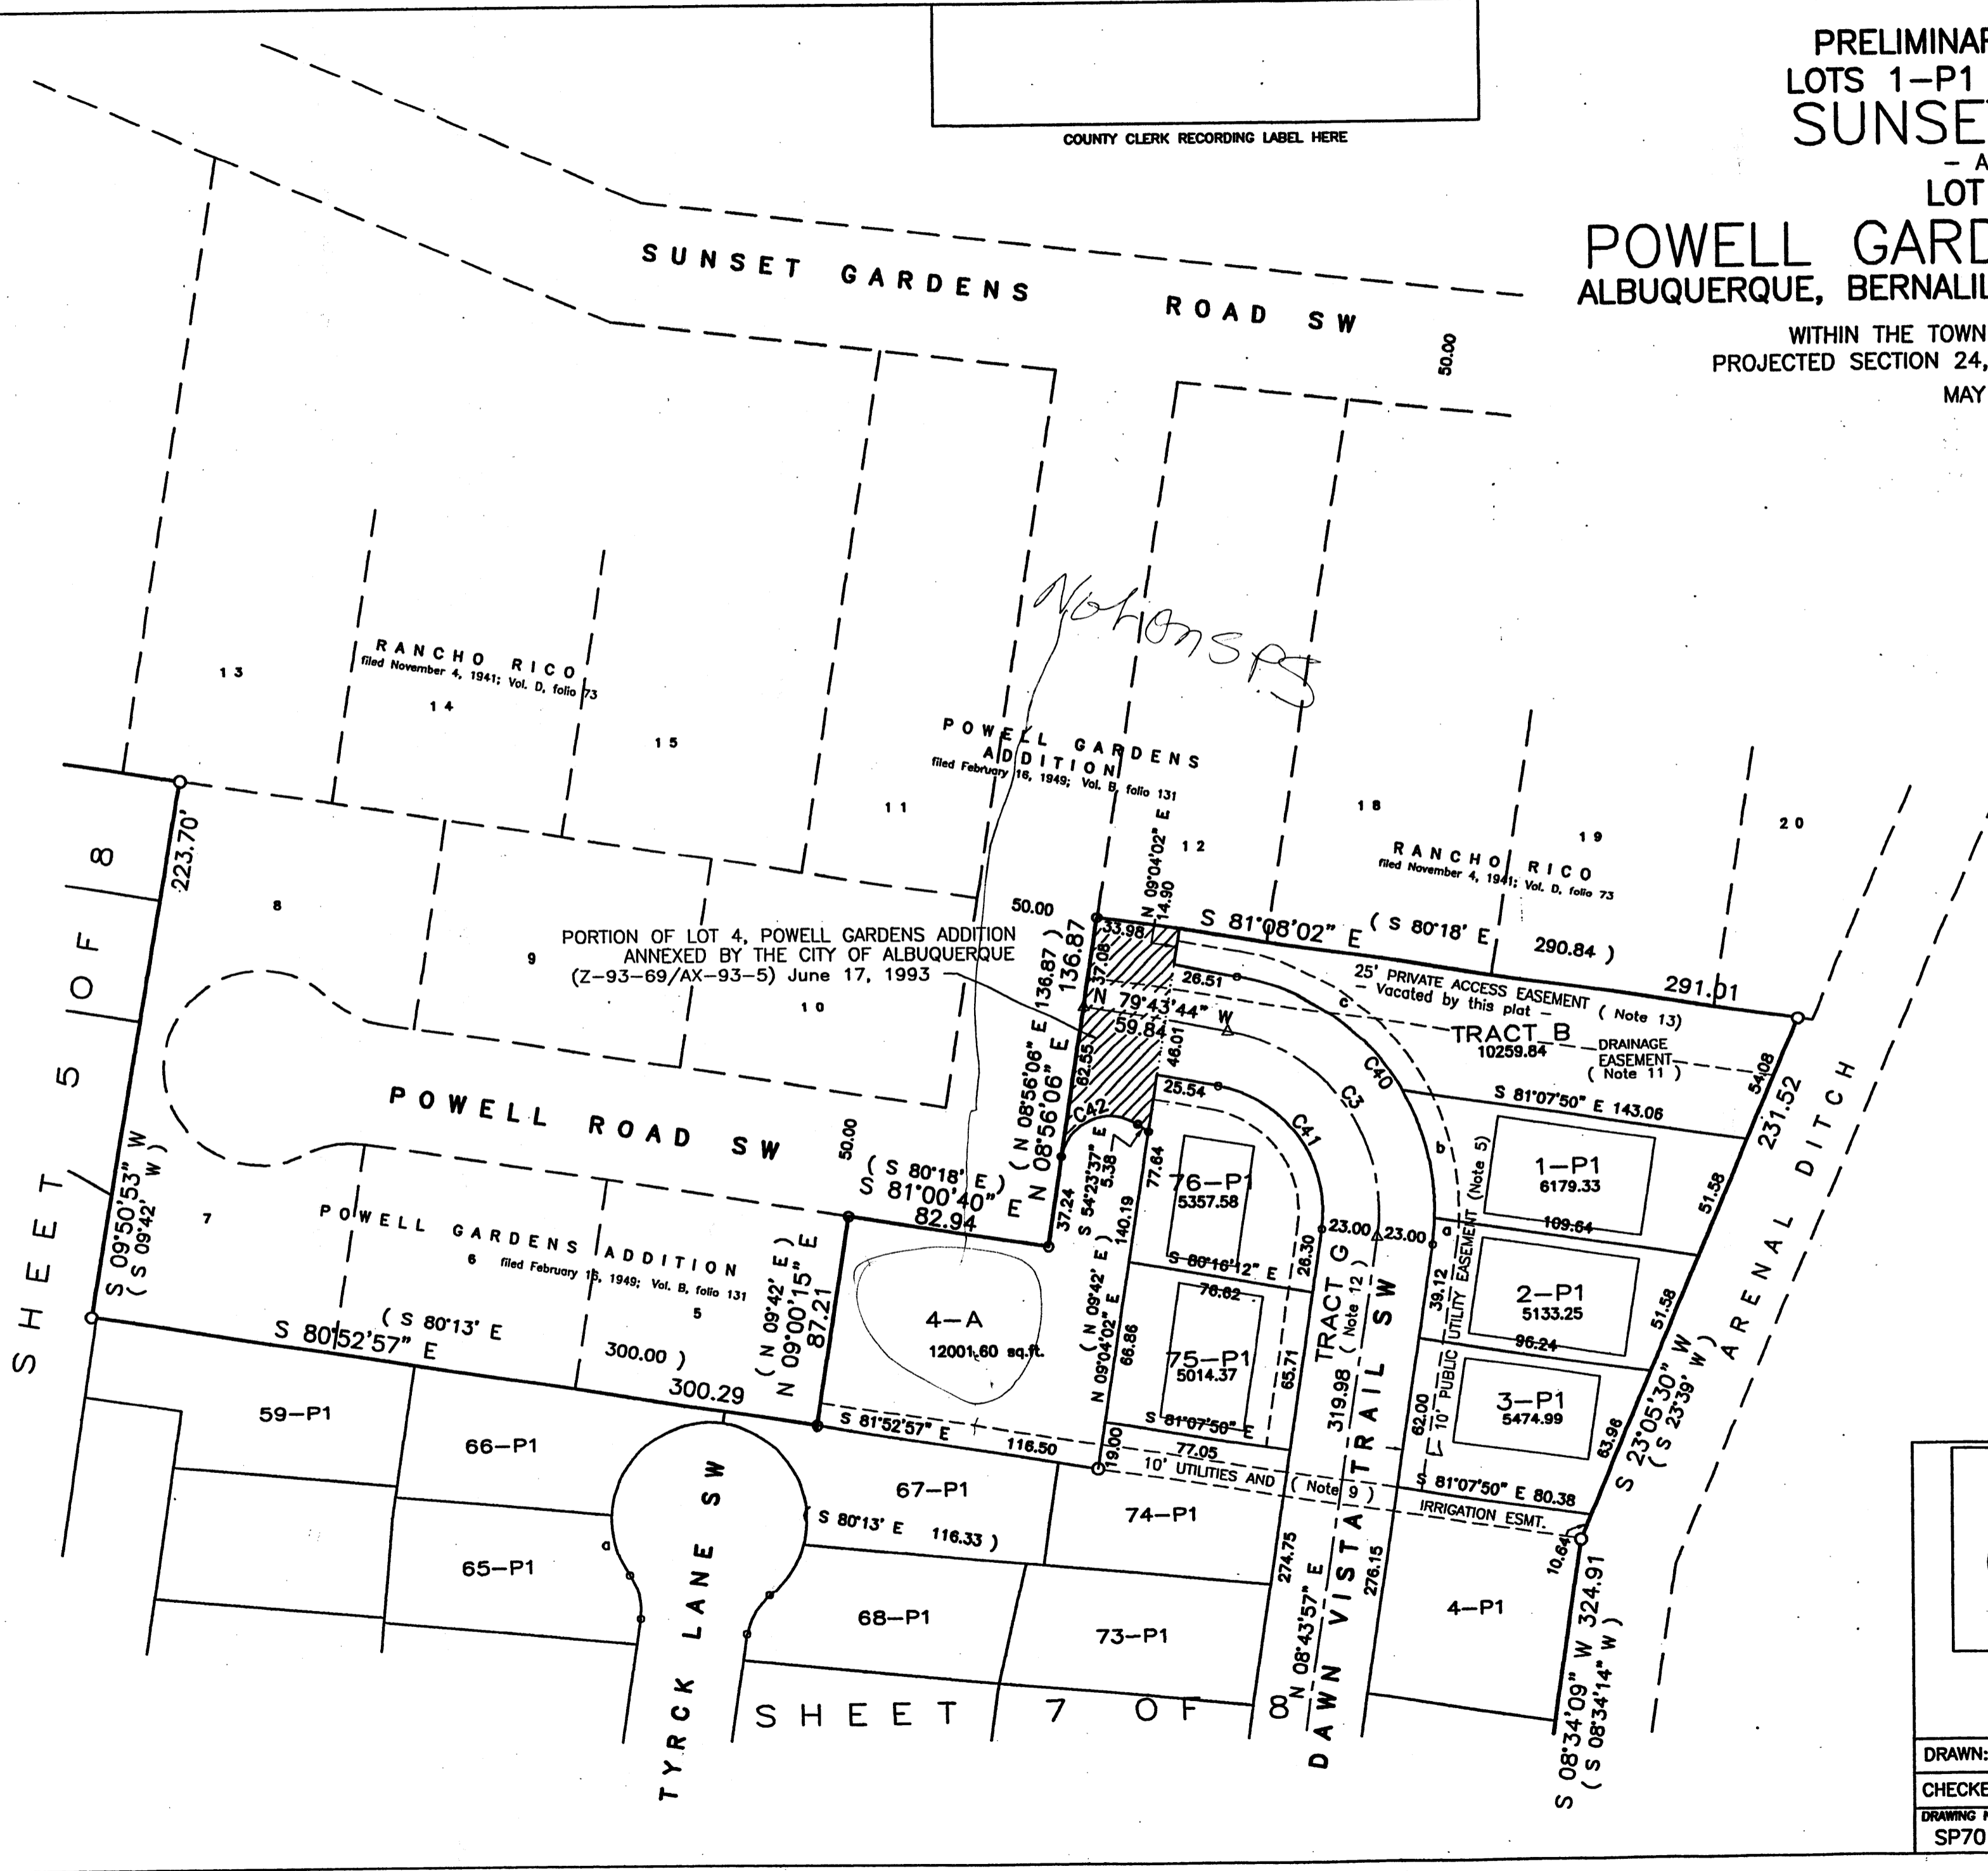 COUNTY CLERK RECORDING LABEL HERE
PRELIMINAR
LOTS 1-P1
SUNSE
- A
LOT
POWELL GARD
ALBUQUERQUE, BERNALIL
WITHIN THE TOWN
PROJECTED SECTION 24,
MAY
SUNSET GARDENS ROAD SW
50.00
RANCHO RICO
filed November 4, 1941; Vol. D, folio 73
13
14
15
11
POWELL GARDENS
ADDITION
filed February 16, 1949; Vol. B, folio 131
12
18
19
20
RANCHO RICO
filed November 4, 1941; Vol. D, folio 73
SHEET 5 OF 8
223.70'
S 09°50'53" W
( S 09°42' W )
8
9
10
PORTION OF LOT 4, POWELL GARDENS ADDITION
ANNEXED BY THE CITY OF ALBUQUERQUE
(Z-93-69/AX-93-5) June 17, 1993
50.00
136.87
N 08°56'06" E
( N 08°56'06" E 136.87 )
N 09°04'02" E
14.90
33.98
37.08
N 79°43'44" W
59.84
62.55
46.01
26.51
25.54
C42
S 81°08'02" E
( S 80°18' E 290.84 )
291.01
25' PRIVATE ACCESS EASEMENT ( Note 13)
- Vacated by this plat -
TRACT B
10259.84
DRAINAGE
EASEMENT
( Note 11 )
54.08
231.52
C40
C3
C41
c
b
a
S 81°07'50" E 143.06
1-P1
6179.33
51.58
109.64
2-P1
5133.25
51.58
96.24
3-P1
5474.99
63.96
S 81°07'50" E 80.38
S 23°05'30" W
( S 23°39' W )
ARENAL DITCH
10' PUBLIC UTILITY EASEMENT (Note 5)
POWELL ROAD SW
50.00
( S 80°18' E )
S 81°00'40" E
82.94
37.24
S 54°23'37" E
5.38
77.64
140.19
76-P1
5357.58
23.00
23.00
26.30
39.12
S 80°16'12" E
76.62
75-P1
5014.37
65.71
62.00
S 81°07'50" E
77.05
TRACT G
( Note 12 )
319.98
DAWN VISTA TRAIL SW
7
POWELL GARDENS ADDITION
filed February 16, 1949; Vol. B, folio 131
6
5
( S 80°13' E 300.00 )
S 80°52'57" E
300.29
( N 09°42' E )
N 09°00'15" E
87.21
4-A
12001.60 sq.ft.
( N 09°42' E )
N 09°04'02" E
66.86
19.00
S 81°52'57" E
116.50
10' UTILITIES AND ( Note 9 )
IRRIGATION ESMT.
10.64
59-P1
66-P1
65-P1
a
TYRCK LANE SW
67-P1
( S 80°13' E 116.33 )
74-P1
68-P1
73-P1
4-P1
274.75
276.15
N 08°43'57" E
S 08°34'09" W 324.91
( S 08°34'14" W )
SHEET 7 OF 8
DRAWN:
CHECKE
DRAWING N
SP70